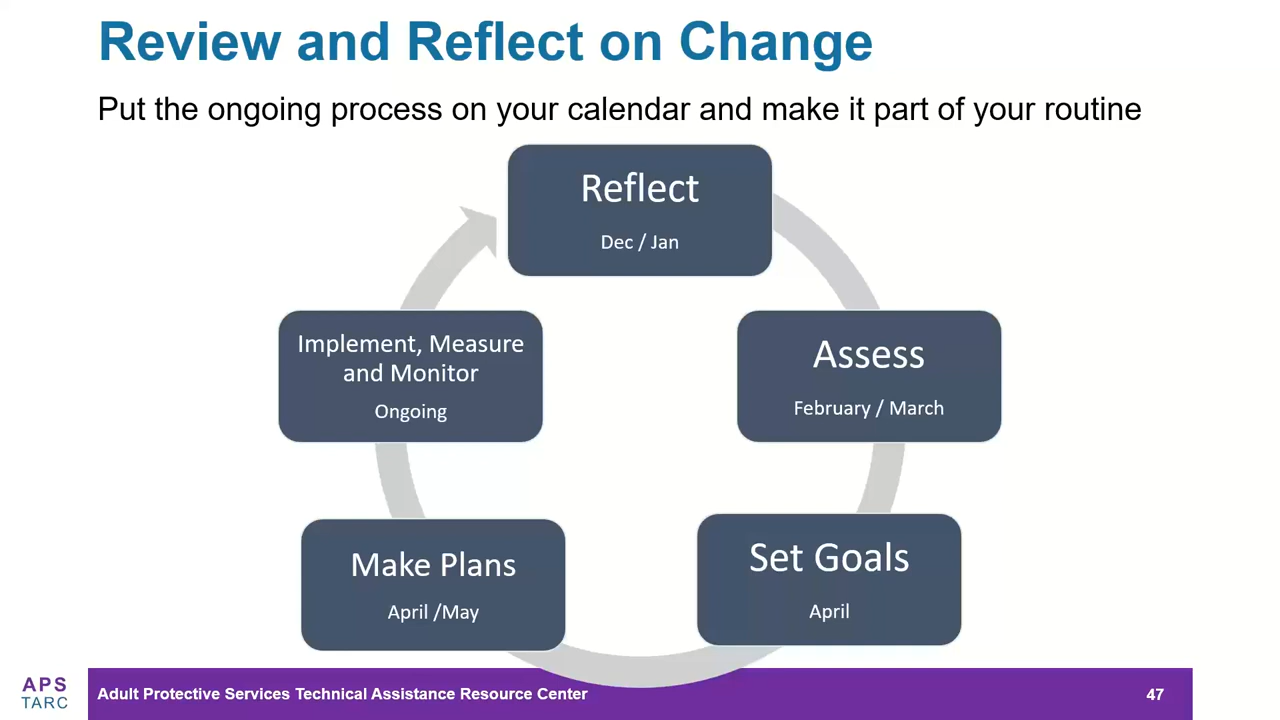 Review and Reflect on Change
Put the ongoing process on your calendar and make it part of your routine
Reflect
Dec / Jan
Assess
February / March
Set Goals
April
Make Plans
April /May
Implement, Measure
and Monitor
Ongoing
APS
TARC
Adult Protective Services Technical Assistance Resource Center
47